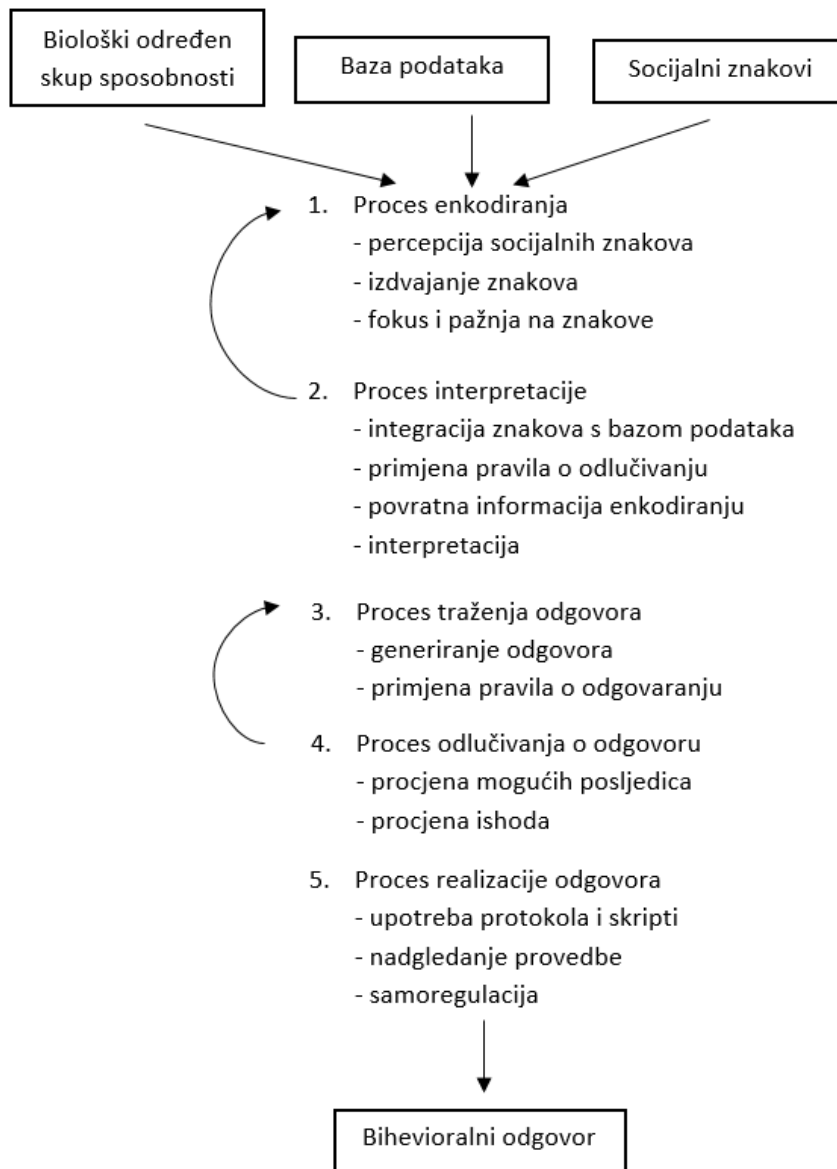 Biološki određen
skup sposobnosti
Baza podataka
Socijalni znakovi
1. Proces enkodiranja
- percepcija socijalnih znakova
- izdvajanje znakova
- fokus i pažnja na znakove
2. Proces interpretacije
- integracija znakova s bazom podataka
- primjena pravila o odlučivanju
- povratna informacija enkodiranju
- interpretacija
3. Proces traženja odgovora
- generiranje odgovora
- primjena pravila o odgovaranju
4. Proces odlučivanja o odgovoru
- procjena mogućih posljedica
- procjena ishoda
5. Proces realizacije odgovora
- upotreba protokola i skripti
- nadgledanje provedbe
- samoregulacija
Bihevioralni odgovor